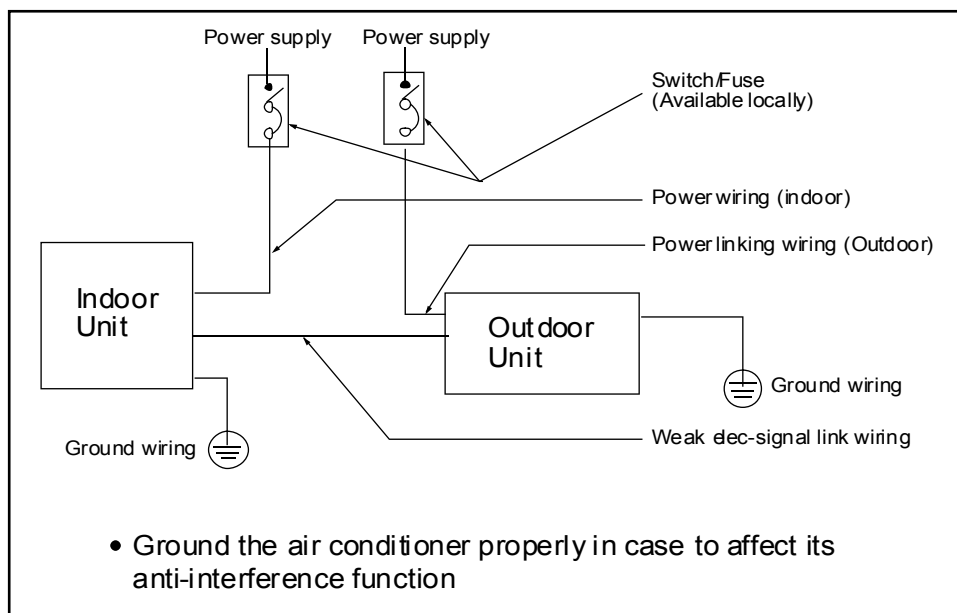 Power supply
Power supply
Switch/Fuse
(Available locally)
Power wiring (indoor)
Power linking wiring (Outdoor)
Indoor
Unit
Outdoor
Unit
Ground wiring
Ground wiring
Weak elec-signal link wiring
• Ground the air conditioner properly in case to affect its
anti-interference function